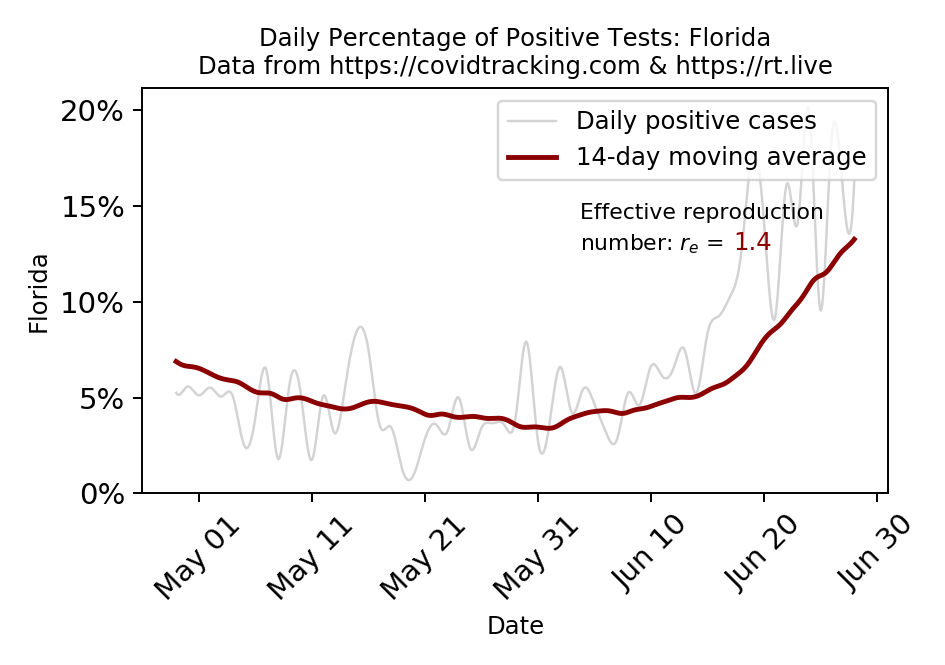 Daily Percentage of Positive Tests: Florida
Data from https://covidtracking.com & https://rt.live
20%
15%
10%
5%
0%
Florida
Daily positive cases
14-day moving average
Effective reproduction
number: rₑ = 1.4
May 01
May 11
May 21
May 31
Jun 10
Jun 20
Jun 30
Date